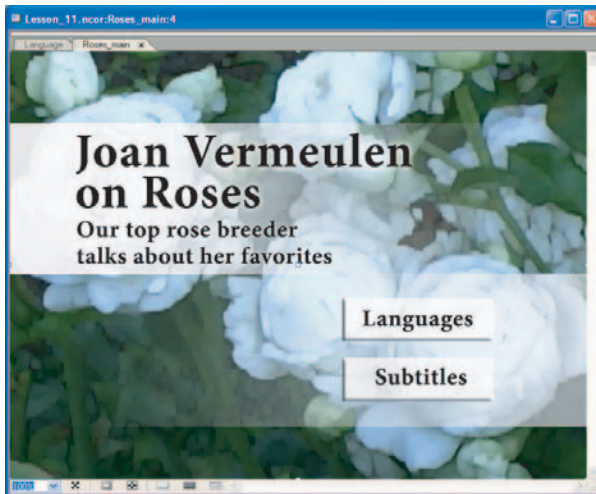 Lesson_11.ncor:Roses_main:4
Language Roses_main
Joan Vermeulen
on Roses
Our top rose breeder
talks about her favorites
Languages
Subtitles
100%